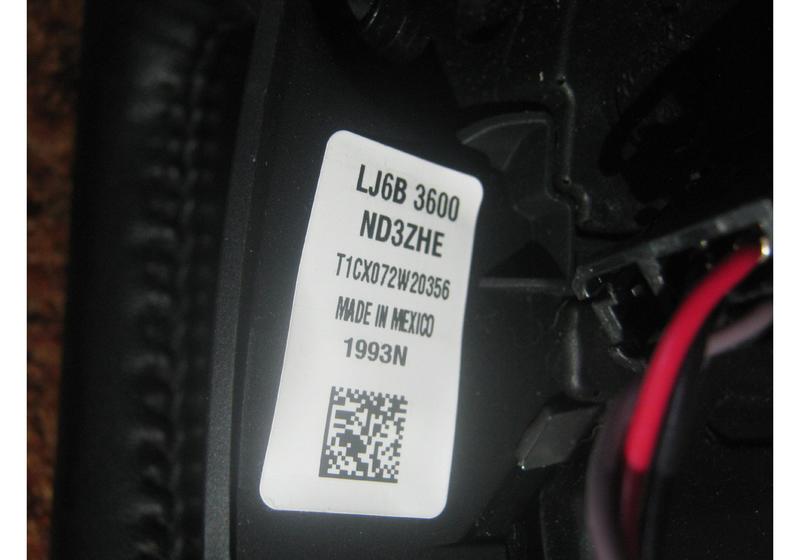 LJ6B 3600
ND3ZHE
T1CX072W20356
MADE IN MEXICO
1993N